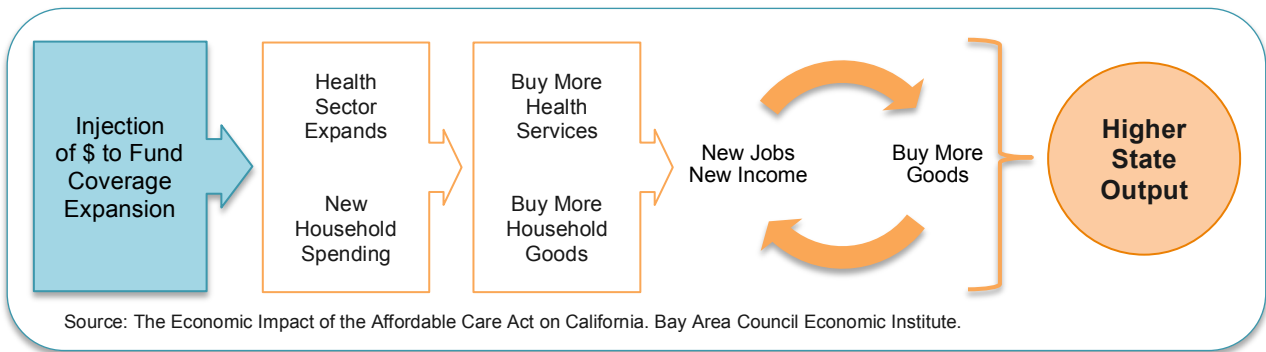 Injection
of $ to Fund
Coverage
Expansion
Health
Sector
Expands
New
Household
Spending
Buy More
Health
Services
Buy More
Household
Goods
New Jobs
New Income
Buy More
Goods
Higher
State
Output
Source: The Economic Impact of the Affordable Care Act on California. Bay Area Council Economic Institute.